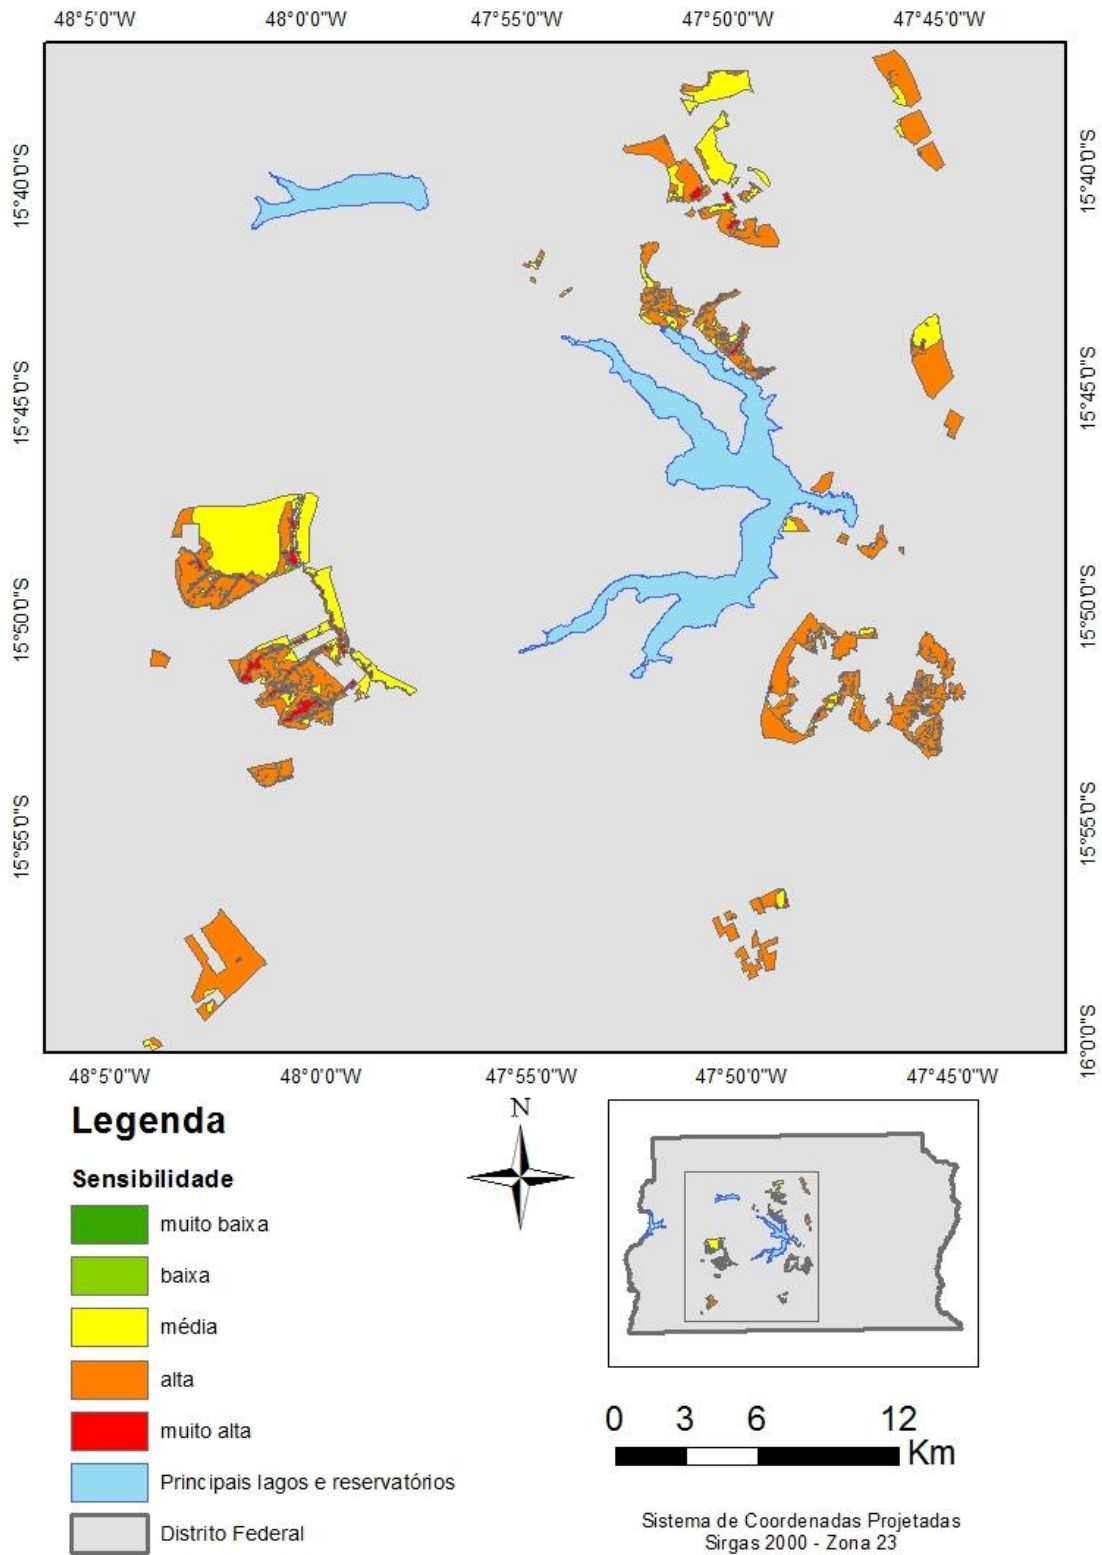 48°5'0"W 48°0'0"W 47°55'0"W 47°50'0"W 47°45'0"W
15°40'0"S 15°40'0"S
15°45'0"S 15°45'0"S
15°50'0"S 15°50'0"S
15°55'0"S 15°55'0"S
16°0'0"S
48°5'0"W 48°0'0"W 47°55'0"W 47°50'0"W 47°45'0"W
Legenda
N
Sensibilidade
muito baixa
baixa
média
alta
muito alta
Principais lagos e reservatórios
Distrito Federal
0 3 6 12
Km
Sistema de Coordenadas Projetadas
Sirgas 2000 - Zona 23